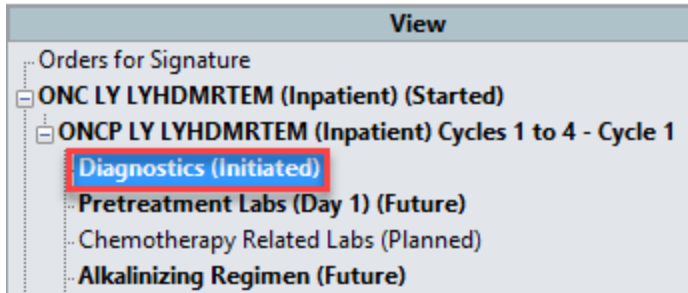 View
Orders for Signature
ONC LY LYHDMRTEM (Inpatient) (Started)
ONCP LY LYHDMRTEM (Inpatient) Cycles 1 to 4 - Cycle 1
Diagnostics (Initiated)
Pretreatment Labs (Day 1) (Future)
Chemotherapy Related Labs (Planned)
Alkalinizing Regimen (Future)